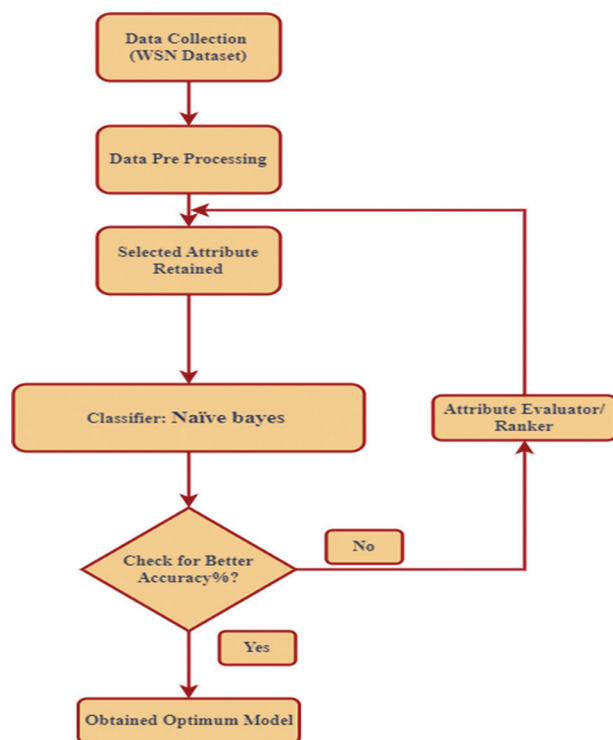 Data Collection
(WSN Dataset)
Data Pre Processing
Selected Attribute
Retained
Classifier: Naïve bayes
Attribute Evaluator/
Ranker
Check for Better
Accuracy%?
No
Yes
Obtained Optimum Model